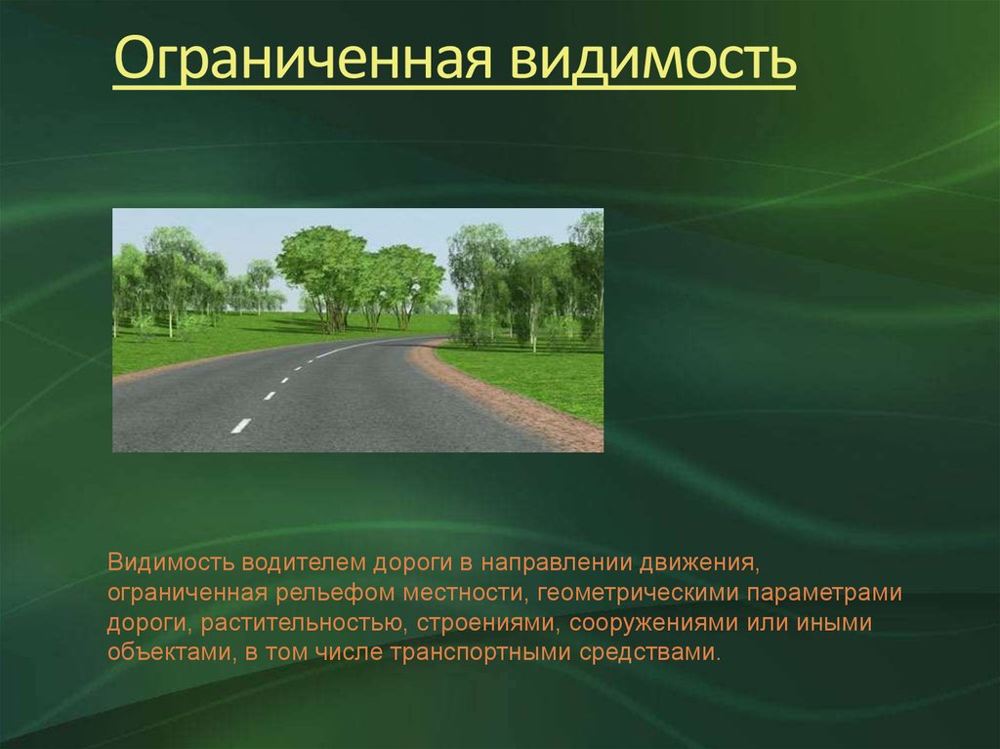 Ограниченная видимость
Видимость водителем дороги в направлении движения,
ограниченная рельефом местности, геометрическими параметрами
дороги, растительностью, строениями, сооружениями или иными
объектами, в том числе транспортными средствами.